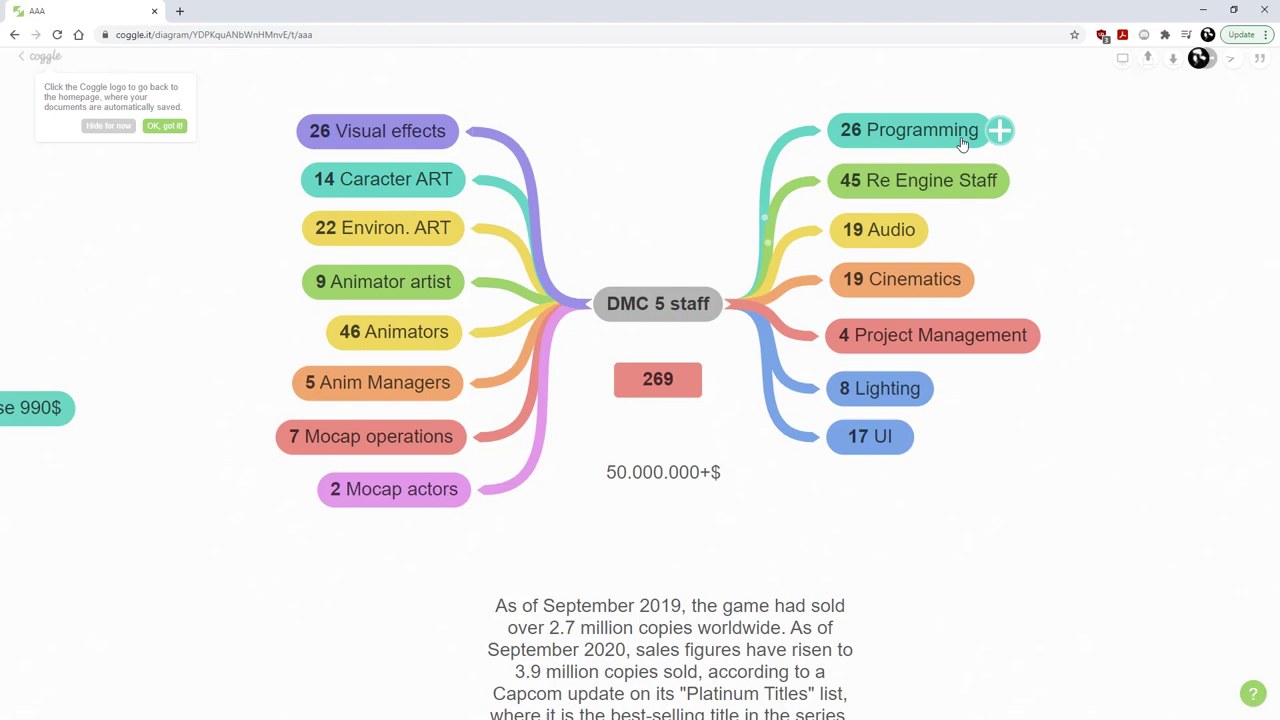 AAA
coggle.it/diagram/YDPKquANbWnHMnvE/t/aaa
Update
coggle
Click the Coggle logo to go back to
the homepage, where your
documents are automatically saved.
Hide for now
OK, got it!
26 Visual effects
14 Caracter ART
22 Environ. ART
9 Animator artist
46 Animators
5 Anim Managers
7 Mocap operations
2 Mocap actors
se 990$
DMC 5 staff
269
50.000.000+$
26 Programming
45 Re Engine Staff
19 Audio
19 Cinematics
4 Project Management
8 Lighting
17 UI
As of September 2019, the game had sold
over 2.7 million copies worldwide. As of
September 2020, sales figures have risen to
3.9 million copies sold, according to a
Capcom update on its "Platinum Titles" list,
where it is the best-selling title in the series
?